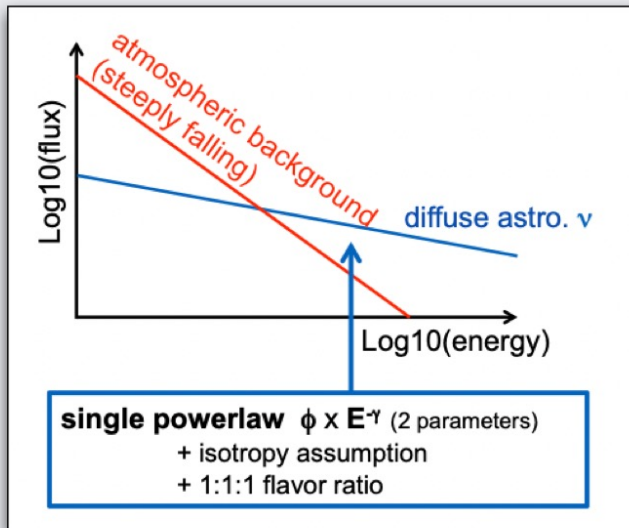 atmospheric background
(steeply falling)
Log10(flux)
diffuse astro. ν
Log10(energy)
single powerlaw ϕ x E^-γ (2 parameters)
+ isotropy assumption
+ 1:1:1 flavor ratio